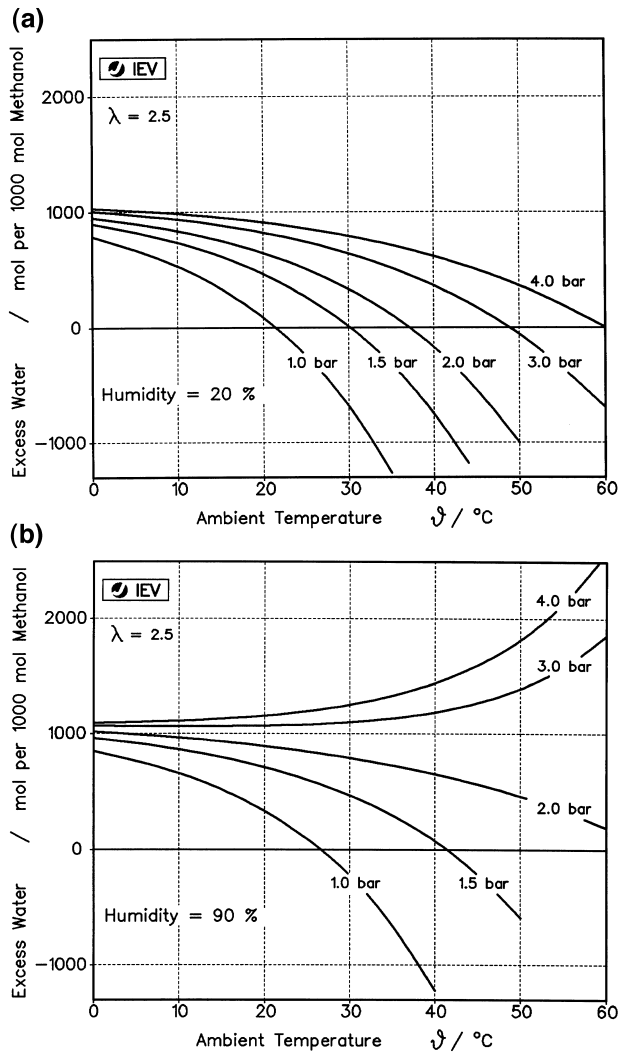 (a)
IEV
λ = 2.5
2000
1000
0
−1000
Excess Water / mol per 1000 mol Methanol
4.0 bar
1.0 bar
1.5 bar
2.0 bar
3.0 bar
Humidity = 20 %
0 10 20 30 40 50 60
Ambient Temperature ϑ / °C
(b)
IEV
λ = 2.5
2000
1000
0
−1000
Excess Water / mol per 1000 mol Methanol
4.0 bar
3.0 bar
2.0 bar
1.0 bar
1.5 bar
Humidity = 90 %
0 10 20 30 40 50 60
Ambient Temperature ϑ / °C